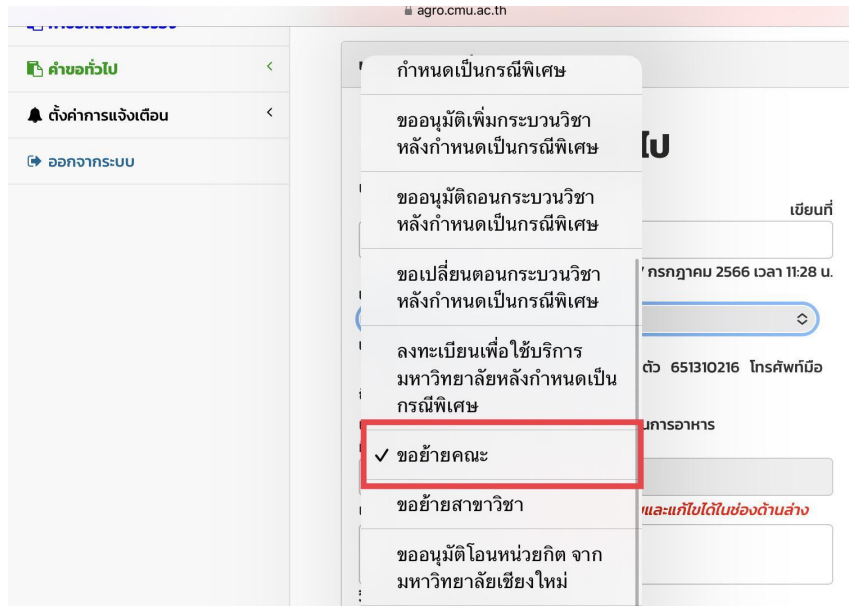 agro.cmu.ac.th
คำขอทั่วไป
ตั้งค่าการแจ้งเตือน
ออกจากระบบ
กำหนดเป็นกรณีพิเศษ
ขออนุมัติเพิ่มกระบวนวิชา
หลังกำหนดเป็นกรณีพิเศษ
ขออนุมัติถอนกระบวนวิชา
หลังกำหนดเป็นกรณีพิเศษ
ขอเปลี่ยนตอนกระบวนวิชา
หลังกำหนดเป็นกรณีพิเศษ
ลงทะเบียนเพื่อใช้บริการ
มหาวิทยาลัยหลังกำหนดเป็น
กรณีพิเศษ
✓ ขอย้ายคณะ
ขอย้ายสาขาวิชา
ขออนุมัติโอนหน่วยกิต จาก
มหาวิทยาลัยเชียงใหม่
ไป
เขียนที่
กรกฎาคม 2566 เวลา 11:28 น.
ตัว 651310216 โทรศัพท์มือ
การอาหาร
และแก้ไขได้ในช่องด้านล่าง